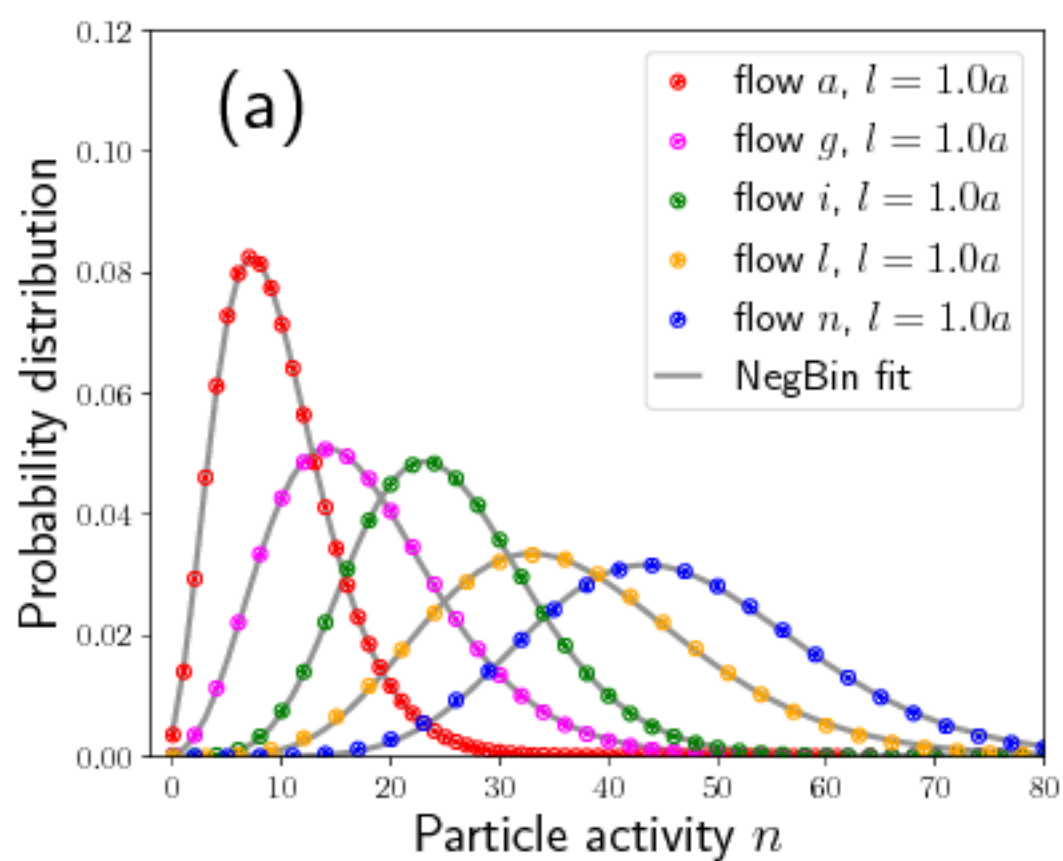 (a)
flow a, l = 1.0a
flow g, l = 1.0a
flow i, l = 1.0a
flow l, l = 1.0a
flow n, l = 1.0a
NegBin fit
Probability distribution
0.12
0.10
0.08
0.06
0.04
0.02
0.00
0 10 20 30 40 50 60 70 80
Particle activity n